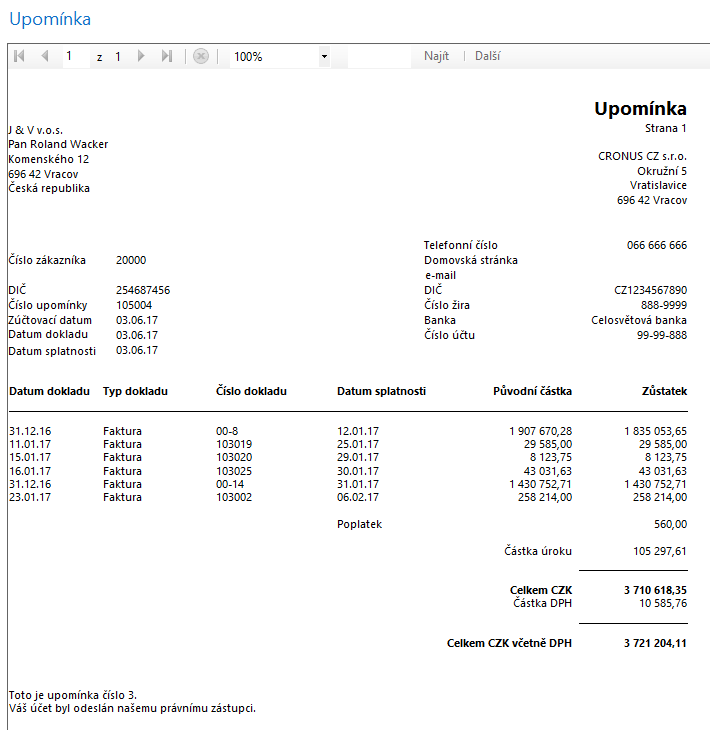 Upomínka
1 z 1 100% Najít Další
Upomínka
Strana 1
J & V v.o.s.
Pan Roland Wacker
Komenského 12
696 42 Vracov
Česká republika
CRONUS CZ s.r.o.
Okružní 5
Vratislavice
696 42 Vracov
Telefonní číslo 066 666 666
Číslo zákazníka 20000 Domovská stránka
e-mail
DIČ 254687456 DIČ CZ1234567890
Číslo upomínky 105004 Číslo žira 888-9999
Zúčtovací datum 03.06.17 Banka Celosvětová banka
Datum dokladu 03.06.17 Číslo účtu 99-99-888
Datum splatnosti 03.06.17
Datum dokladu Typ dokladu Číslo dokladu Datum splatnosti Původní částka Zůstatek
31.12.16 Faktura 00-8 12.01.17 1 907 670,28 1 835 053,65
11.01.17 Faktura 103019 25.01.17 29 585,00 29 585,00
15.01.17 Faktura 103020 29.01.17 8 123,75 8 123,75
16.01.17 Faktura 103025 30.01.17 43 031,63 43 031,63
31.12.16 Faktura 00-14 31.01.17 1 430 752,71 1 430 752,71
23.01.17 Faktura 103002 06.02.17 258 214,00 258 214,00
Poplatek 560,00
Částka úroku 105 297,61
Celkem CZK 3 710 618,35
Částka DPH 10 585,76
Celkem CZK včetně DPH 3 721 204,11
Toto je upomínka číslo 3.
Váš účet byl odeslán našemu právnímu zástupci.